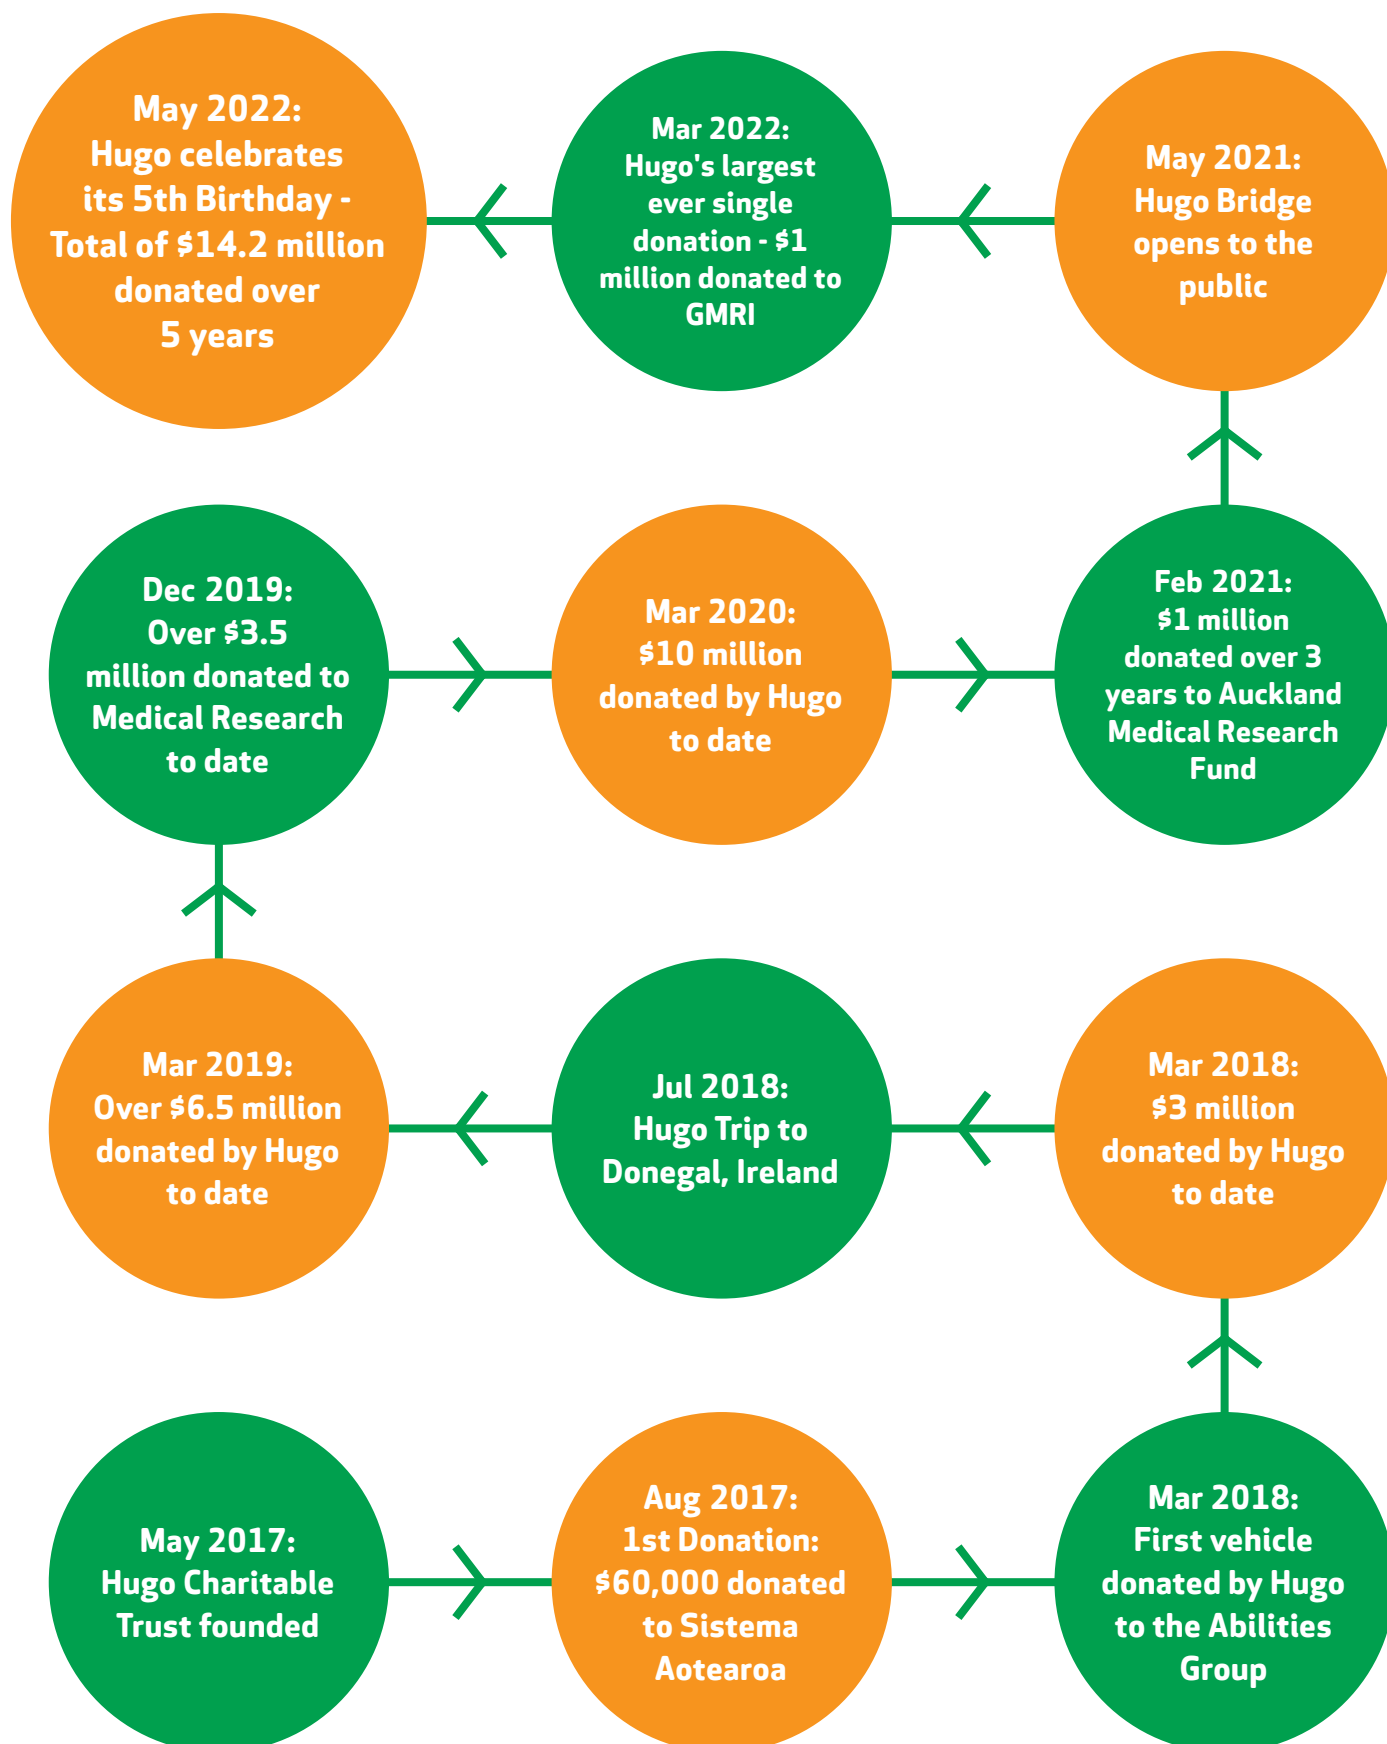 May 2022:
Hugo celebrates
its 5th Birthday -
Total of $14.2 million
donated over
5 years
Mar 2022:
Hugo's largest
ever single
donation - $1
million donated to
GMRI
May 2021:
Hugo Bridge
opens to the
public
Dec 2019:
Over $3.5
million donated to
Medical Research
to date
Mar 2020:
$10 million
donated by Hugo
to date
Feb 2021:
$1 million
donated over 3
years to Auckland
Medical Research
Fund
Mar 2019:
Over $6.5 million
donated by Hugo
to date
Jul 2018:
Hugo Trip to
Donegal, Ireland
Mar 2018:
$3 million
donated by Hugo
to date
May 2017:
Hugo Charitable
Trust founded
Aug 2017:
1st Donation:
$60,000 donated
to Sistema
Aotearoa
Mar 2018:
First vehicle
donated by Hugo
to the Abilities
Group